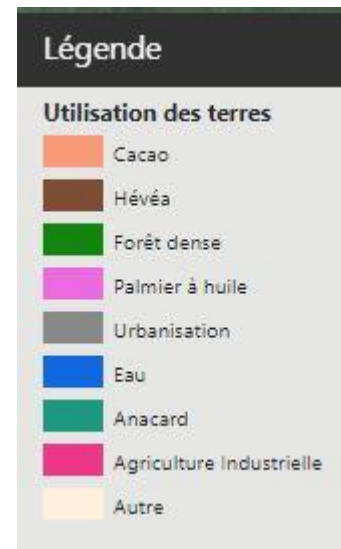 Légende
Utilisation des terres
Cacao
Hévéa
Forêt dense
Palmier à huile
Urbanisation
Eau
Anacard
Agriculture Industrielle
Autre